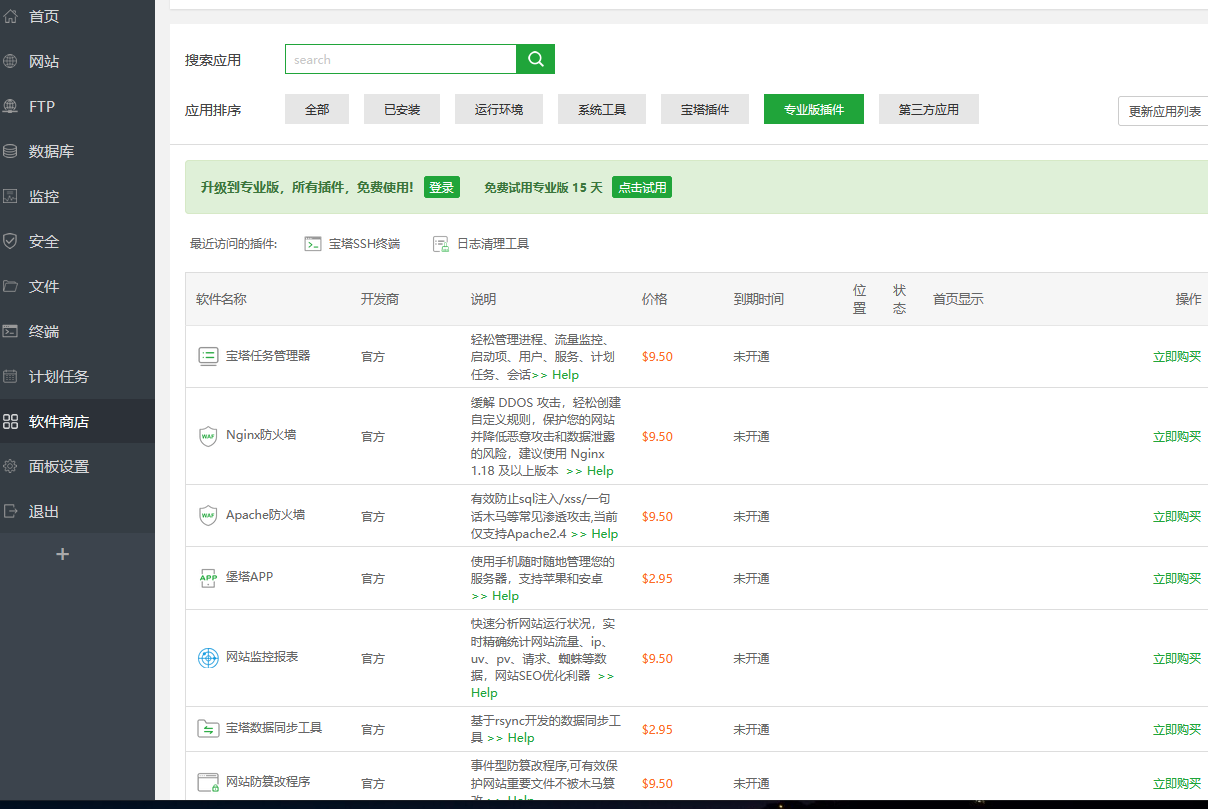 首页
网站
FTP
数据库
监控
安全
文件
终端
计划任务
软件商店
面板设置
退出
+
搜索应用
search
应用排序
全部
已安装
运行环境
系统工具
宝塔插件
专业版插件
第三方应用
更新应用列表
升级到专业版，所有插件，免费使用!
登录
免费试用专业版 15 天
点击试用
最近访问的插件:
宝塔SSH终端
日志清理工具
软件名称
开发商
说明
价格
到期时间
位
置
状
态
首页显示
操作
宝塔任务管理器
官方
轻松管理进程、流量监控、
启动项、用户、服务、计划
任务、会话>> Help
$9.50
未开通
立即购买
WAF
Nginx防火墙
官方
缓解 DDOS 攻击，轻松创建
自定义规则，保护您的网站
并降低恶意攻击和数据泄露
的风险，建议使用 Nginx
1.18 及以上版本 >> Help
$9.50
未开通
立即购买
WAF
Apache防火墙
官方
有效防止sql注入/xss/一句
话木马等常见渗透攻击,当前
仅支持Apache2.4 >> Help
$9.50
未开通
立即购买
APP
堡塔APP
官方
使用手机随时随地管理您的
服务器，支持苹果和安卓
>> Help
$2.95
未开通
立即购买
网站监控报表
官方
快速分析网站运行状况，实
时精确统计网站流量、ip、
uv、pv、请求、蜘蛛等数
据，网站SEO优化利器 >>
Help
$9.50
未开通
立即购买
宝塔数据同步工具
官方
基于rsync开发的数据同步工
具 >> Help
$2.95
未开通
立即购买
网站防篡改程序
官方
事件型防篡改程序,可有效保
护网站重要文件不被木马篡
改 >> Help
$9.50
未开通
立即购买